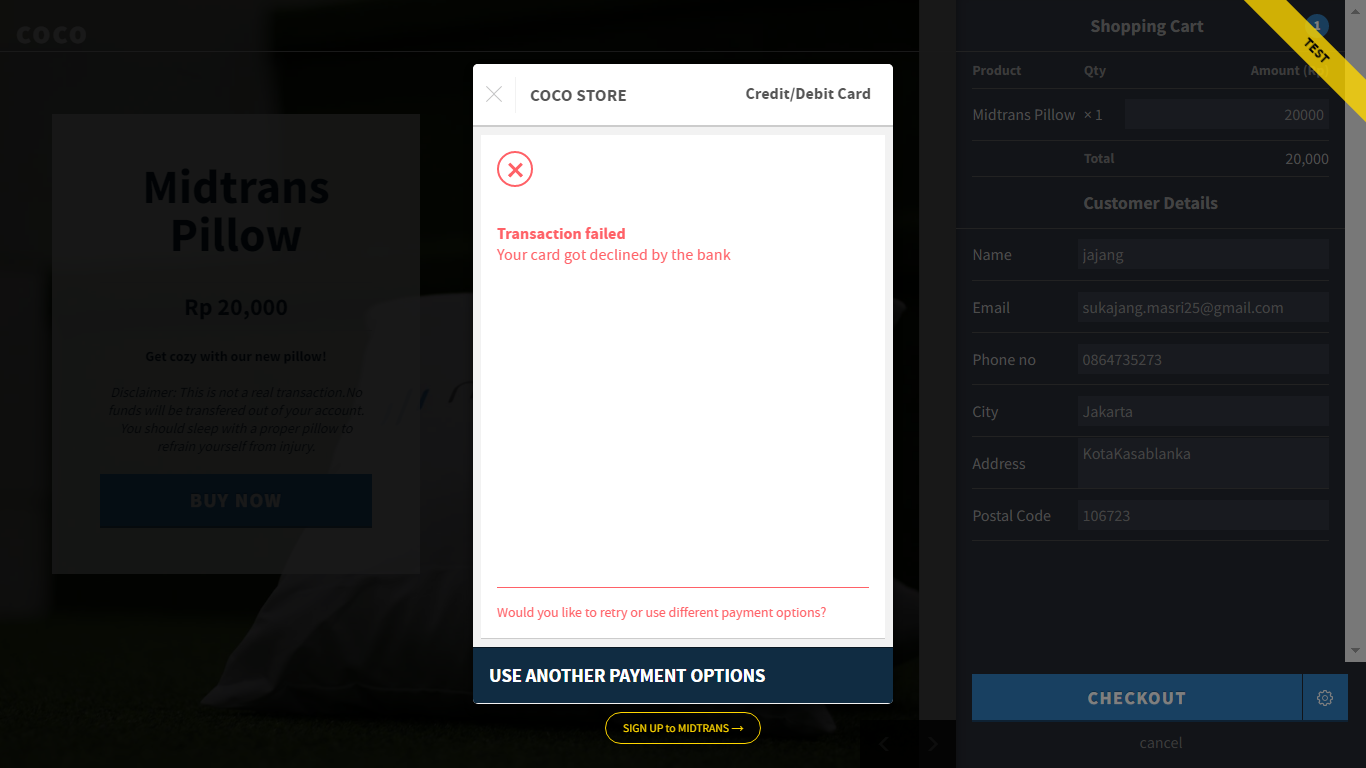 coco
Midtrans
Pillow
Rp 20,000
Get cozy with our new pillow!
Disclaimer: This is not a real transaction.No
funds will be transfered out of your account.
You should sleep with a proper pillow to
refrain yourself from injury.
BUY NOW
COCO STORE
Credit/Debit Card
Transaction failed
Your card got declined by the bank
Would you like to retry or use different payment options?
USE ANOTHER PAYMENT OPTIONS
SIGN UP to MIDTRANS →
Shopping Cart
1
TEST
Product Qty Amount
Midtrans Pillow × 1 20000
Total 20,000
Customer Details
Name jajang
Email sukajang.masri25@gmail.com
Phone no 0864735273
City Jakarta
Address KotaKasablanka
Postal Code 106723
CHECKOUT
cancel